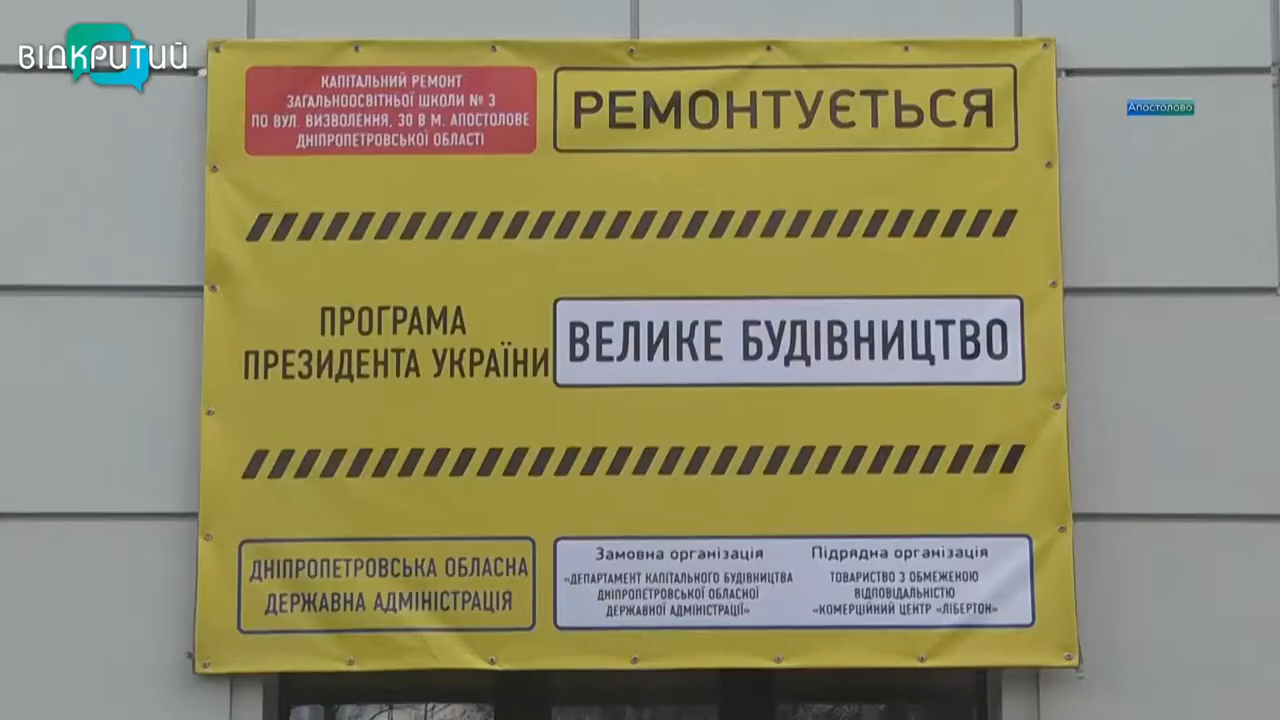 ВІДКРИТИЙ
Апостолово
КАПІТАЛЬНИЙ РЕМОНТ
ЗАГАЛЬНООСВІТНЬОЇ ШКОЛИ № 3
ПО ВУЛ. ВИЗВОЛЕННЯ, 30 В М. АПОСТОЛОВЕ
ДНІПРОПЕТРОВСЬКОЇ ОБЛАСТІ
РЕМОНТУЄТЬСЯ
ПРОГРАМА
ПРЕЗИДЕНТА УКРАЇНИ
ВЕЛИКЕ БУДІВНИЦТВО
ДНІПРОПЕТРОВСЬКА ОБЛАСНА
ДЕРЖАВНА АДМІНІСТРАЦІЯ
Замовна організація
«ДЕПАРТАМЕНТ КАПІТАЛЬНОГО БУДІВНИЦТВА
ДНІПРОПЕТРОВСЬКОЇ ОБЛАСНОЇ
ДЕРЖАВНОЇ АДМІНІСТРАЦІЇ»
Підрядна організація
ТОВАРИСТВО З ОБМЕЖЕНОЮ
ВІДПОВІДАЛЬНІСТЮ
«КОМЕРЦІЙНИЙ ЦЕНТР «ЛІБЕРТОН»